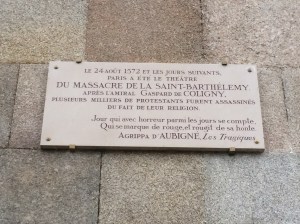 LE 24 AOÛT 1572 ET LES JOURS SUIVANTS,
PARIS A ÉTÉ LE THÉÂTRE
DU MASSACRE DE LA SAINT-BARTHÉLEMY
APRÈS L'AMIRAL GASPARD DE COLIGNY,
PLUSIEURS MILLIERS DE PROTESTANTS FURENT ASSASSINÉS
DU FAIT DE LEUR RELIGION.
Jour qui avec horreur parmi les jours se compte,
Qui se marque de rouge, et rougit de sa honte
AGRIPPA D'AUBIGNÉ, Les Tragiques